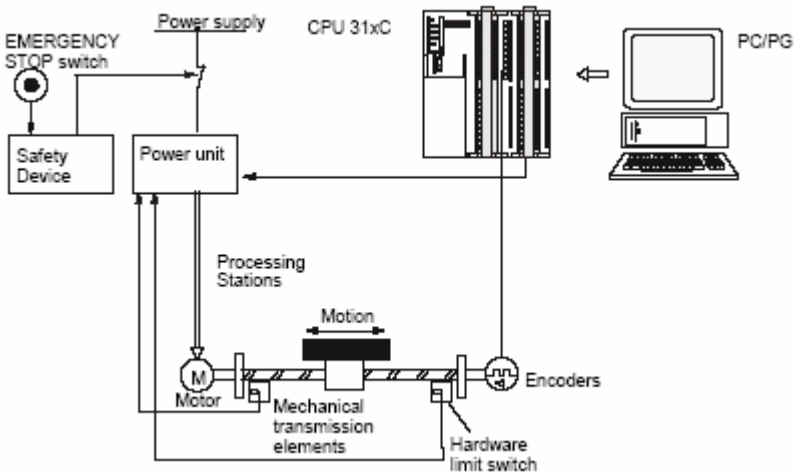 Power supply
CPU 31xC
PC/PG
EMERGENCY
STOP switch
Safety
Device
Power unit
Processing
Stations
Motion
M
Motor
Encoders
Mechanical
transmission
elements
Hardware
limit switch